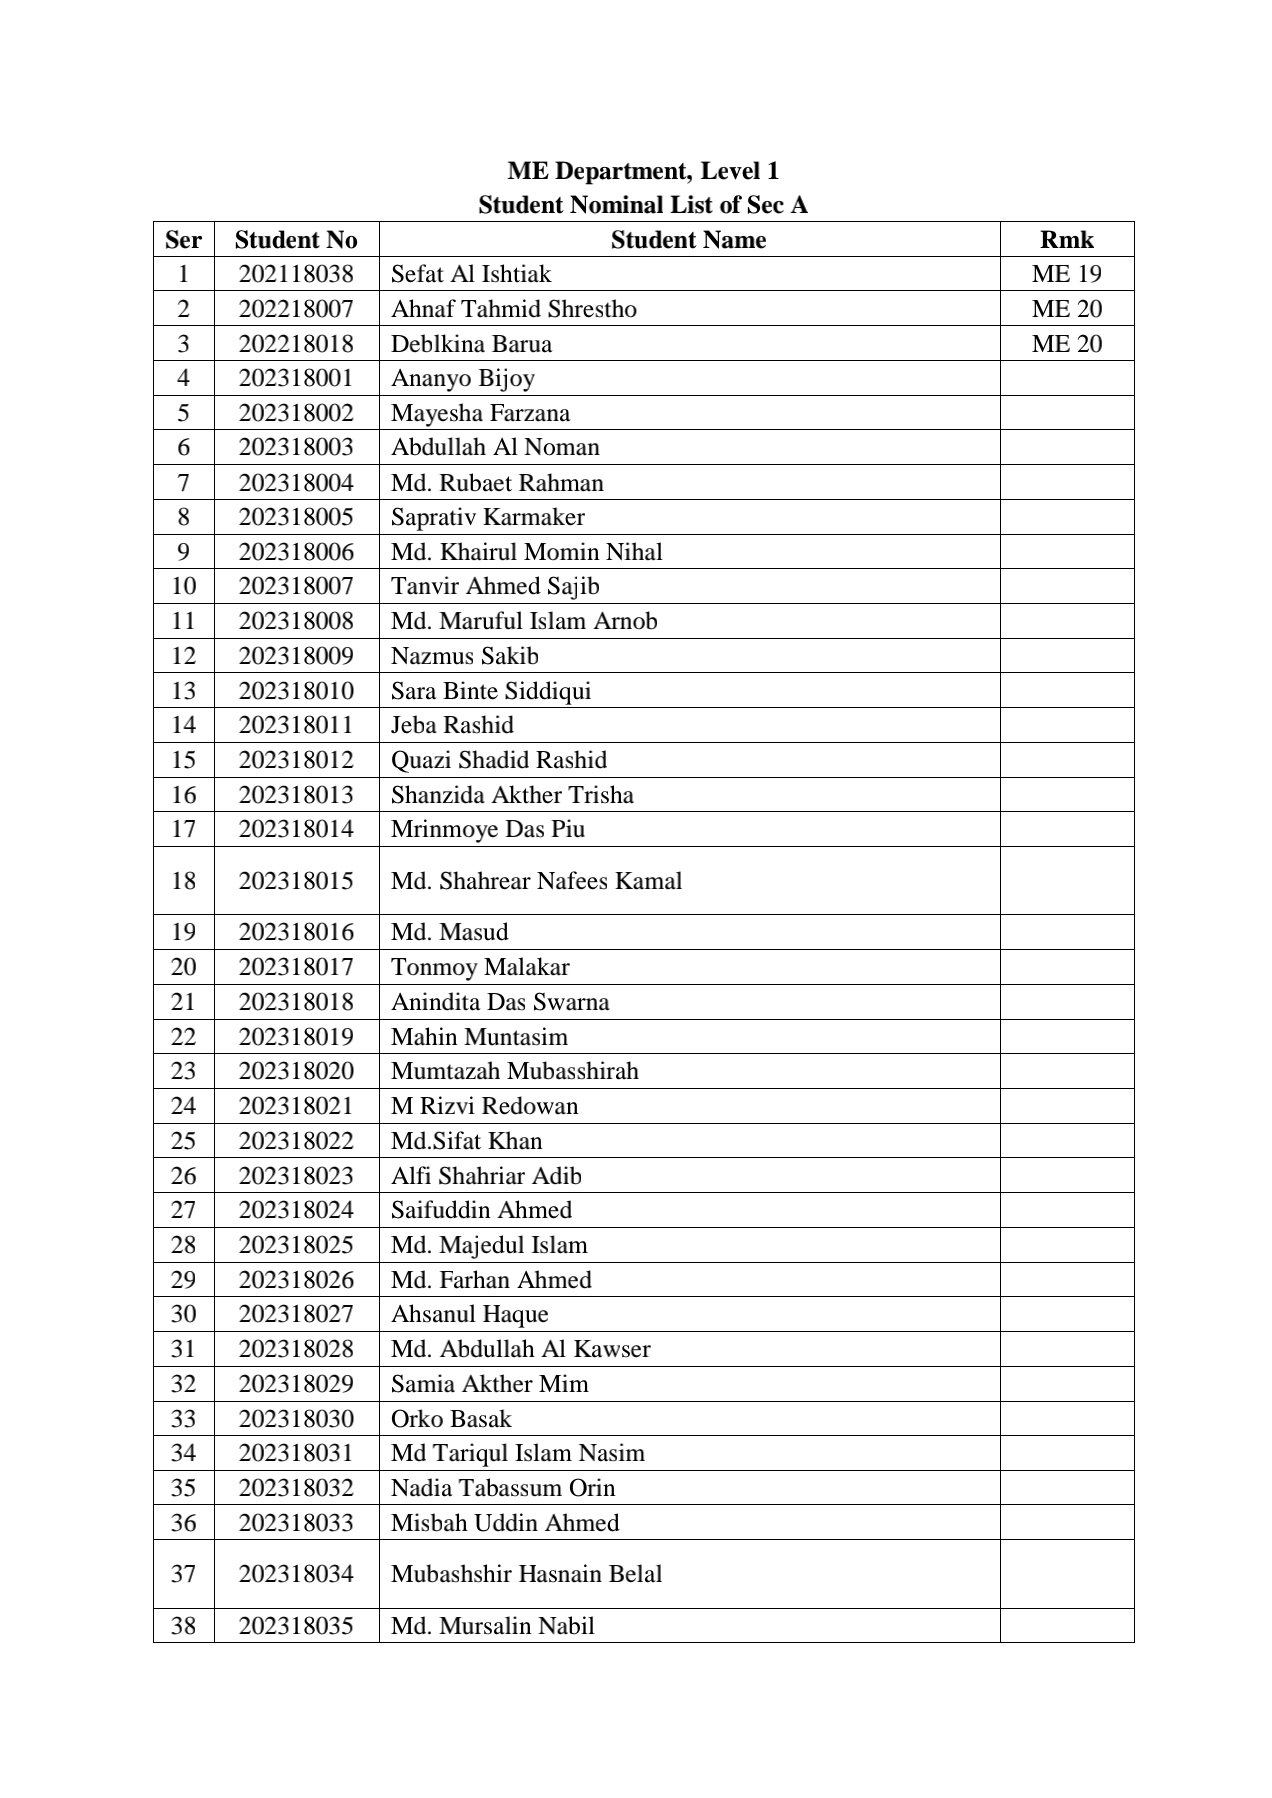 ME Department, Level 1
Student Nominal List of Sec A
Ser Student No Student Name Rmk
1 202118038 Sefat Al Ishtiak ME 19
2 202218007 Ahnaf Tahmid Shrestho ME 20
3 202218018 Deblkina Barua ME 20
4 202318001 Ananyo Bijoy
5 202318002 Mayesha Farzana
6 202318003 Abdullah Al Noman
7 202318004 Md. Rubaet Rahman
8 202318005 Saprativ Karmaker
9 202318006 Md. Khairul Momin Nihal
10 202318007 Tanvir Ahmed Sajib
11 202318008 Md. Maruful Islam Arnob
12 202318009 Nazmus Sakib
13 202318010 Sara Binte Siddiqui
14 202318011 Jeba Rashid
15 202318012 Quazi Shadid Rashid
16 202318013 Shanzida Akther Trisha
17 202318014 Mrinmoye Das Piu
18 202318015 Md. Shahrear Nafees Kamal
19 202318016 Md. Masud
20 202318017 Tonmoy Malakar
21 202318018 Anindita Das Swarna
22 202318019 Mahin Muntasim
23 202318020 Mumtazah Mubasshirah
24 202318021 M Rizvi Redowan
25 202318022 Md.Sifat Khan
26 202318023 Alfi Shahriar Adib
27 202318024 Saifuddin Ahmed
28 202318025 Md. Majedul Islam
29 202318026 Md. Farhan Ahmed
30 202318027 Ahsanul Haque
31 202318028 Md. Abdullah Al Kawser
32 202318029 Samia Akther Mim
33 202318030 Orko Basak
34 202318031 Md Tariqul Islam Nasim
35 202318032 Nadia Tabassum Orin
36 202318033 Misbah Uddin Ahmed
37 202318034 Mubashshir Hasnain Belal
38 202318035 Md. Mursalin Nabil